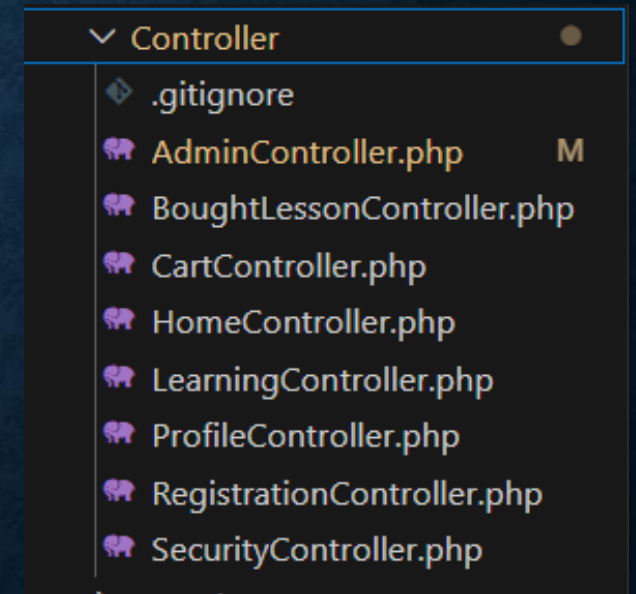 Controller
.gitignore
AdminController.php M
BoughtLessonController.php
CartController.php
HomeController.php
LearningController.php
ProfileController.php
RegistrationController.php
SecurityController.php